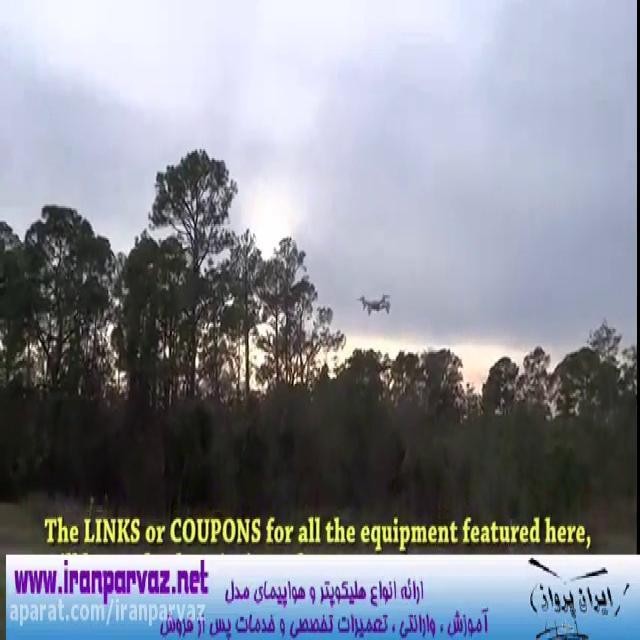 The LINKS or COUPONS for all the equipment featured here,
www.iranparvaz.net
ارائه انواع هلیکوپتر و هواپیمای مدل
ایران پرواز
aparat.com/iranparvaz
آموزش ، وارانتی ، تعمیرات تخصصی و خدمات پس از فروش